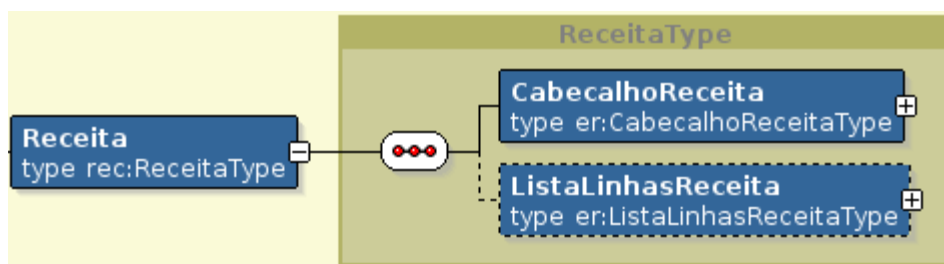 ReceitaType
CabecalhoReceita
type er:CabecalhoReceitaType
Receita
type rec:ReceitaType
ListaLinhasReceita
type er:ListaLinhasReceitaType